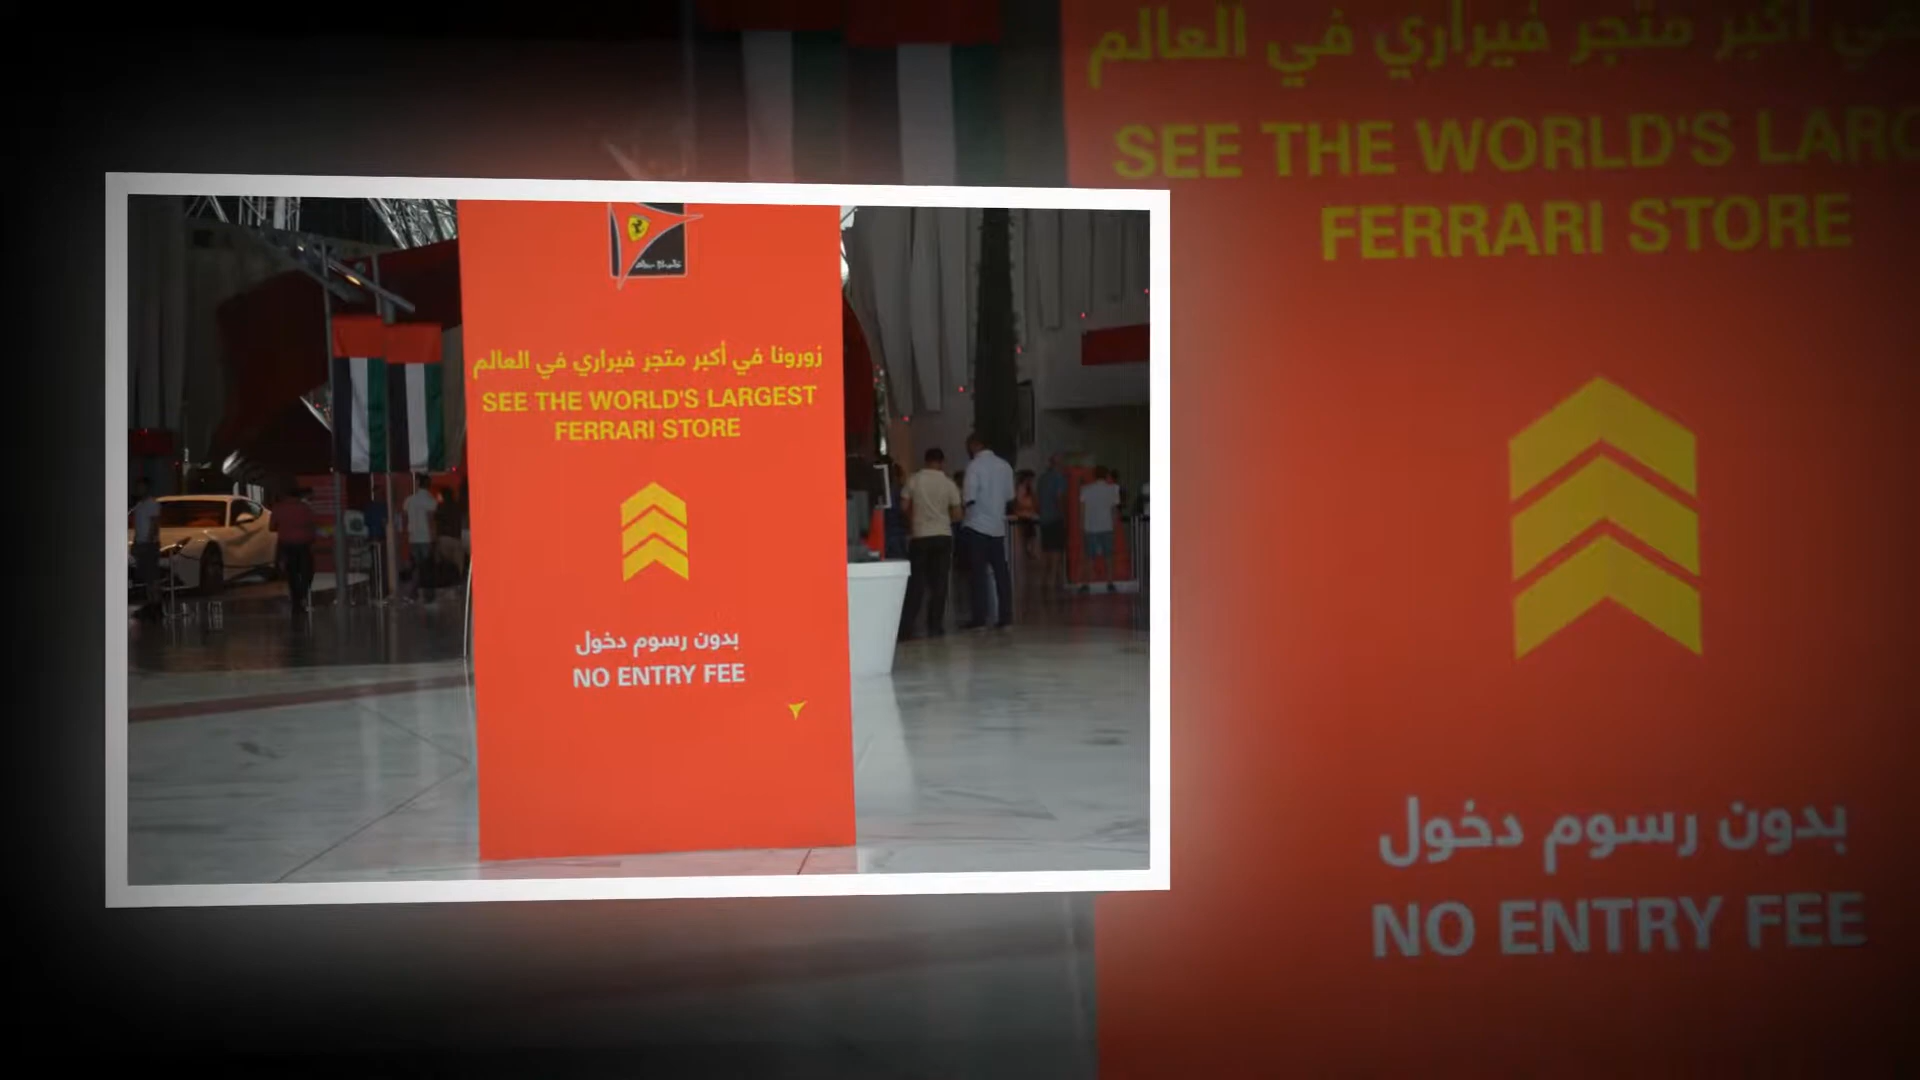 زورونا في أكبر متجر فيراري في العالم
SEE THE WORLD'S LARGEST
FERRARI STORE
بدون رسوم دخول
NO ENTRY FEE
في أكبر متجر فيراري في العالم
SEE THE WORLD'S
FERRARI STORE
بدون رسوم دخول
NO ENTRY FEE